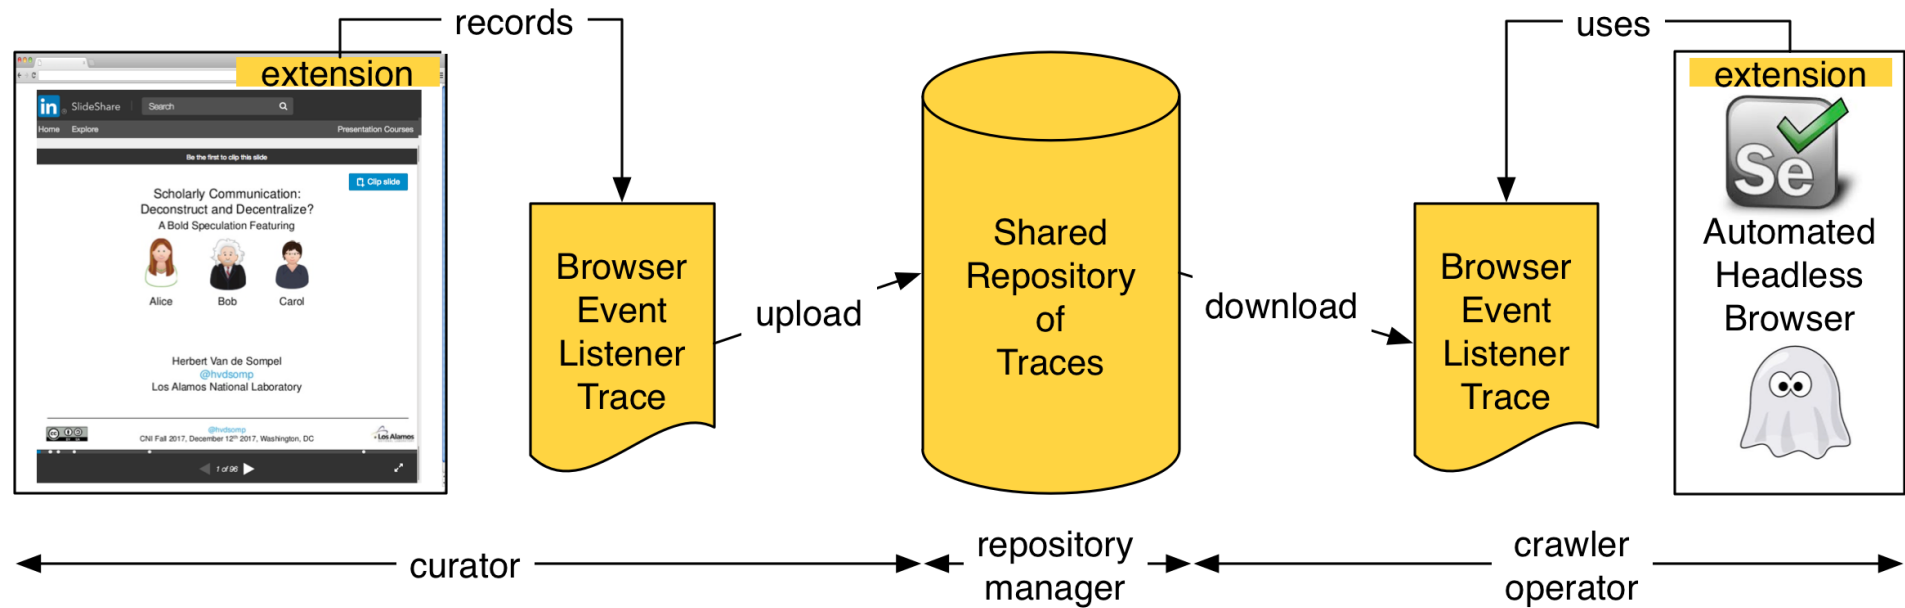 records
uses
extension
extension
in SlideShare
Search
Home Explore
Presentation Courses
Be the first to clip this slide
Clip slide
Scholarly Communication:
Deconstruct and Decentralize?
A Bold Speculation Featuring
Alice Bob Carol
Herbert Van de Sompel
@hvdsomp
Los Alamos National Laboratory
@hvdsomp
CNI Fall 2017, December 12th 2017, Washington, DC
Los Alamos
1 of 96
Browser
Event
Listener
Trace
upload
Shared
Repository
of
Traces
download
Browser
Event
Listener
Trace
Se
Automated
Headless
Browser
curator
repository
manager
crawler
operator